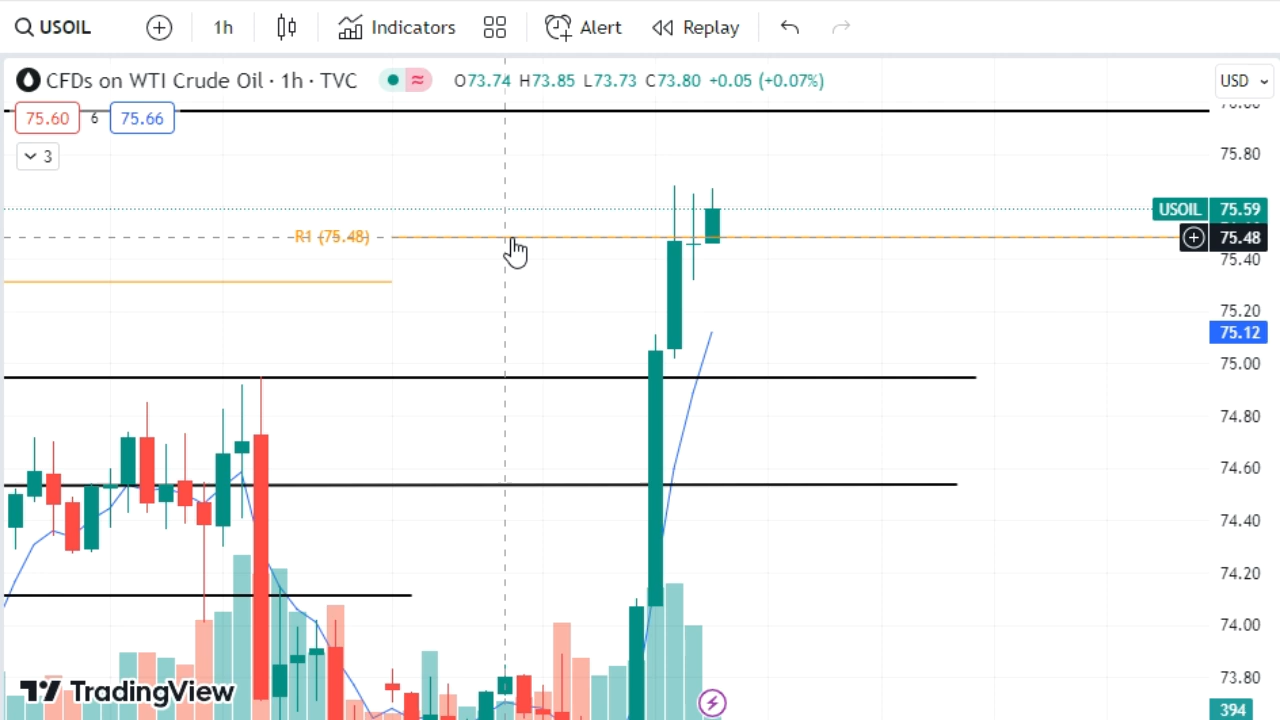 USOIL 1h Indicators Alert Replay
CFDs on WTI Crude Oil · 1h · TVC O73.74 H73.85 L73.73 C73.80 +0.05 (+0.07%) USD
75.60 6 75.66
3
75.80
USOIL 75.59
R1 (75.48) 75.48
75.40
75.20
75.12
75.00
74.80
74.60
74.40
74.20
74.00
73.80
TradingView
394